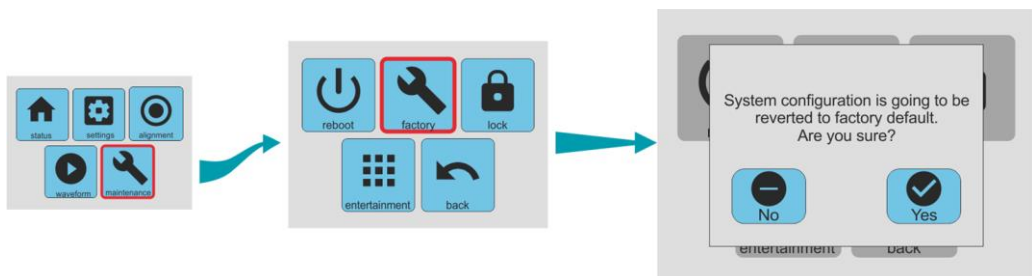 status settings alignment
waveform maintenance
reboot factory lock
entertainment back
System configuration is going to be
reverted to factory default.
Are you sure?
No Yes
entertainment back